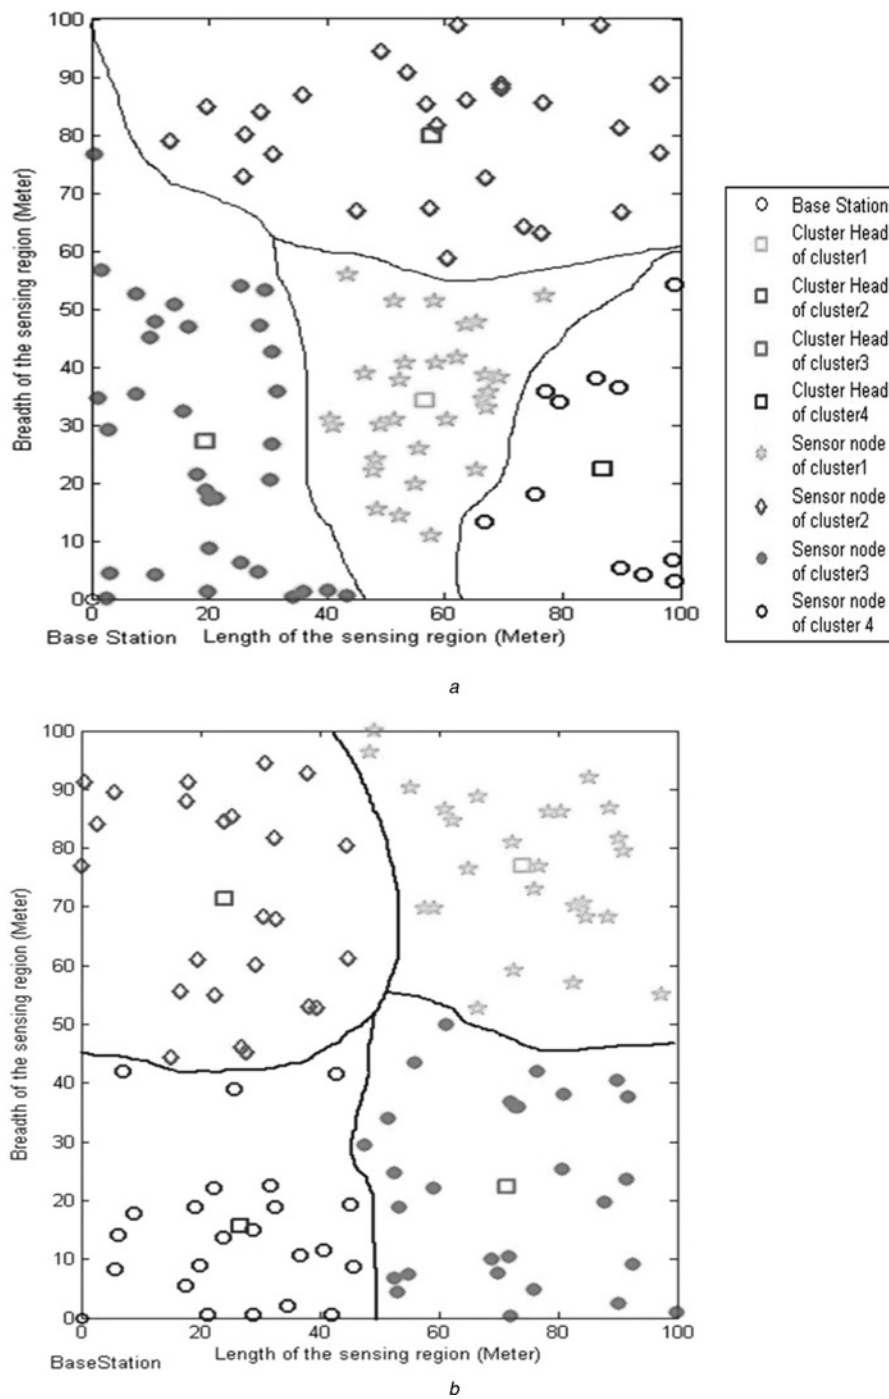 100
90
80
70
60
50
40
30
20
10
0
Breadth of the sensing region (Meter)
0 20 40 60 80 100
Base Station Length of the sensing region (Meter)
Base Station
Cluster Head
of cluster1
Cluster Head
of cluster2
Cluster Head
of cluster3
Cluster Head
of cluster4
Sensor node
of cluster1
Sensor node
of cluster2
Sensor node
of cluster3
Sensor node
of cluster 4
a
100
90
80
70
60
50
40
30
20
10
0
Breadth of the sensing region (Meter)
0 20 40 60 80 100
BaseStation Length of the sensing region (Meter)
b